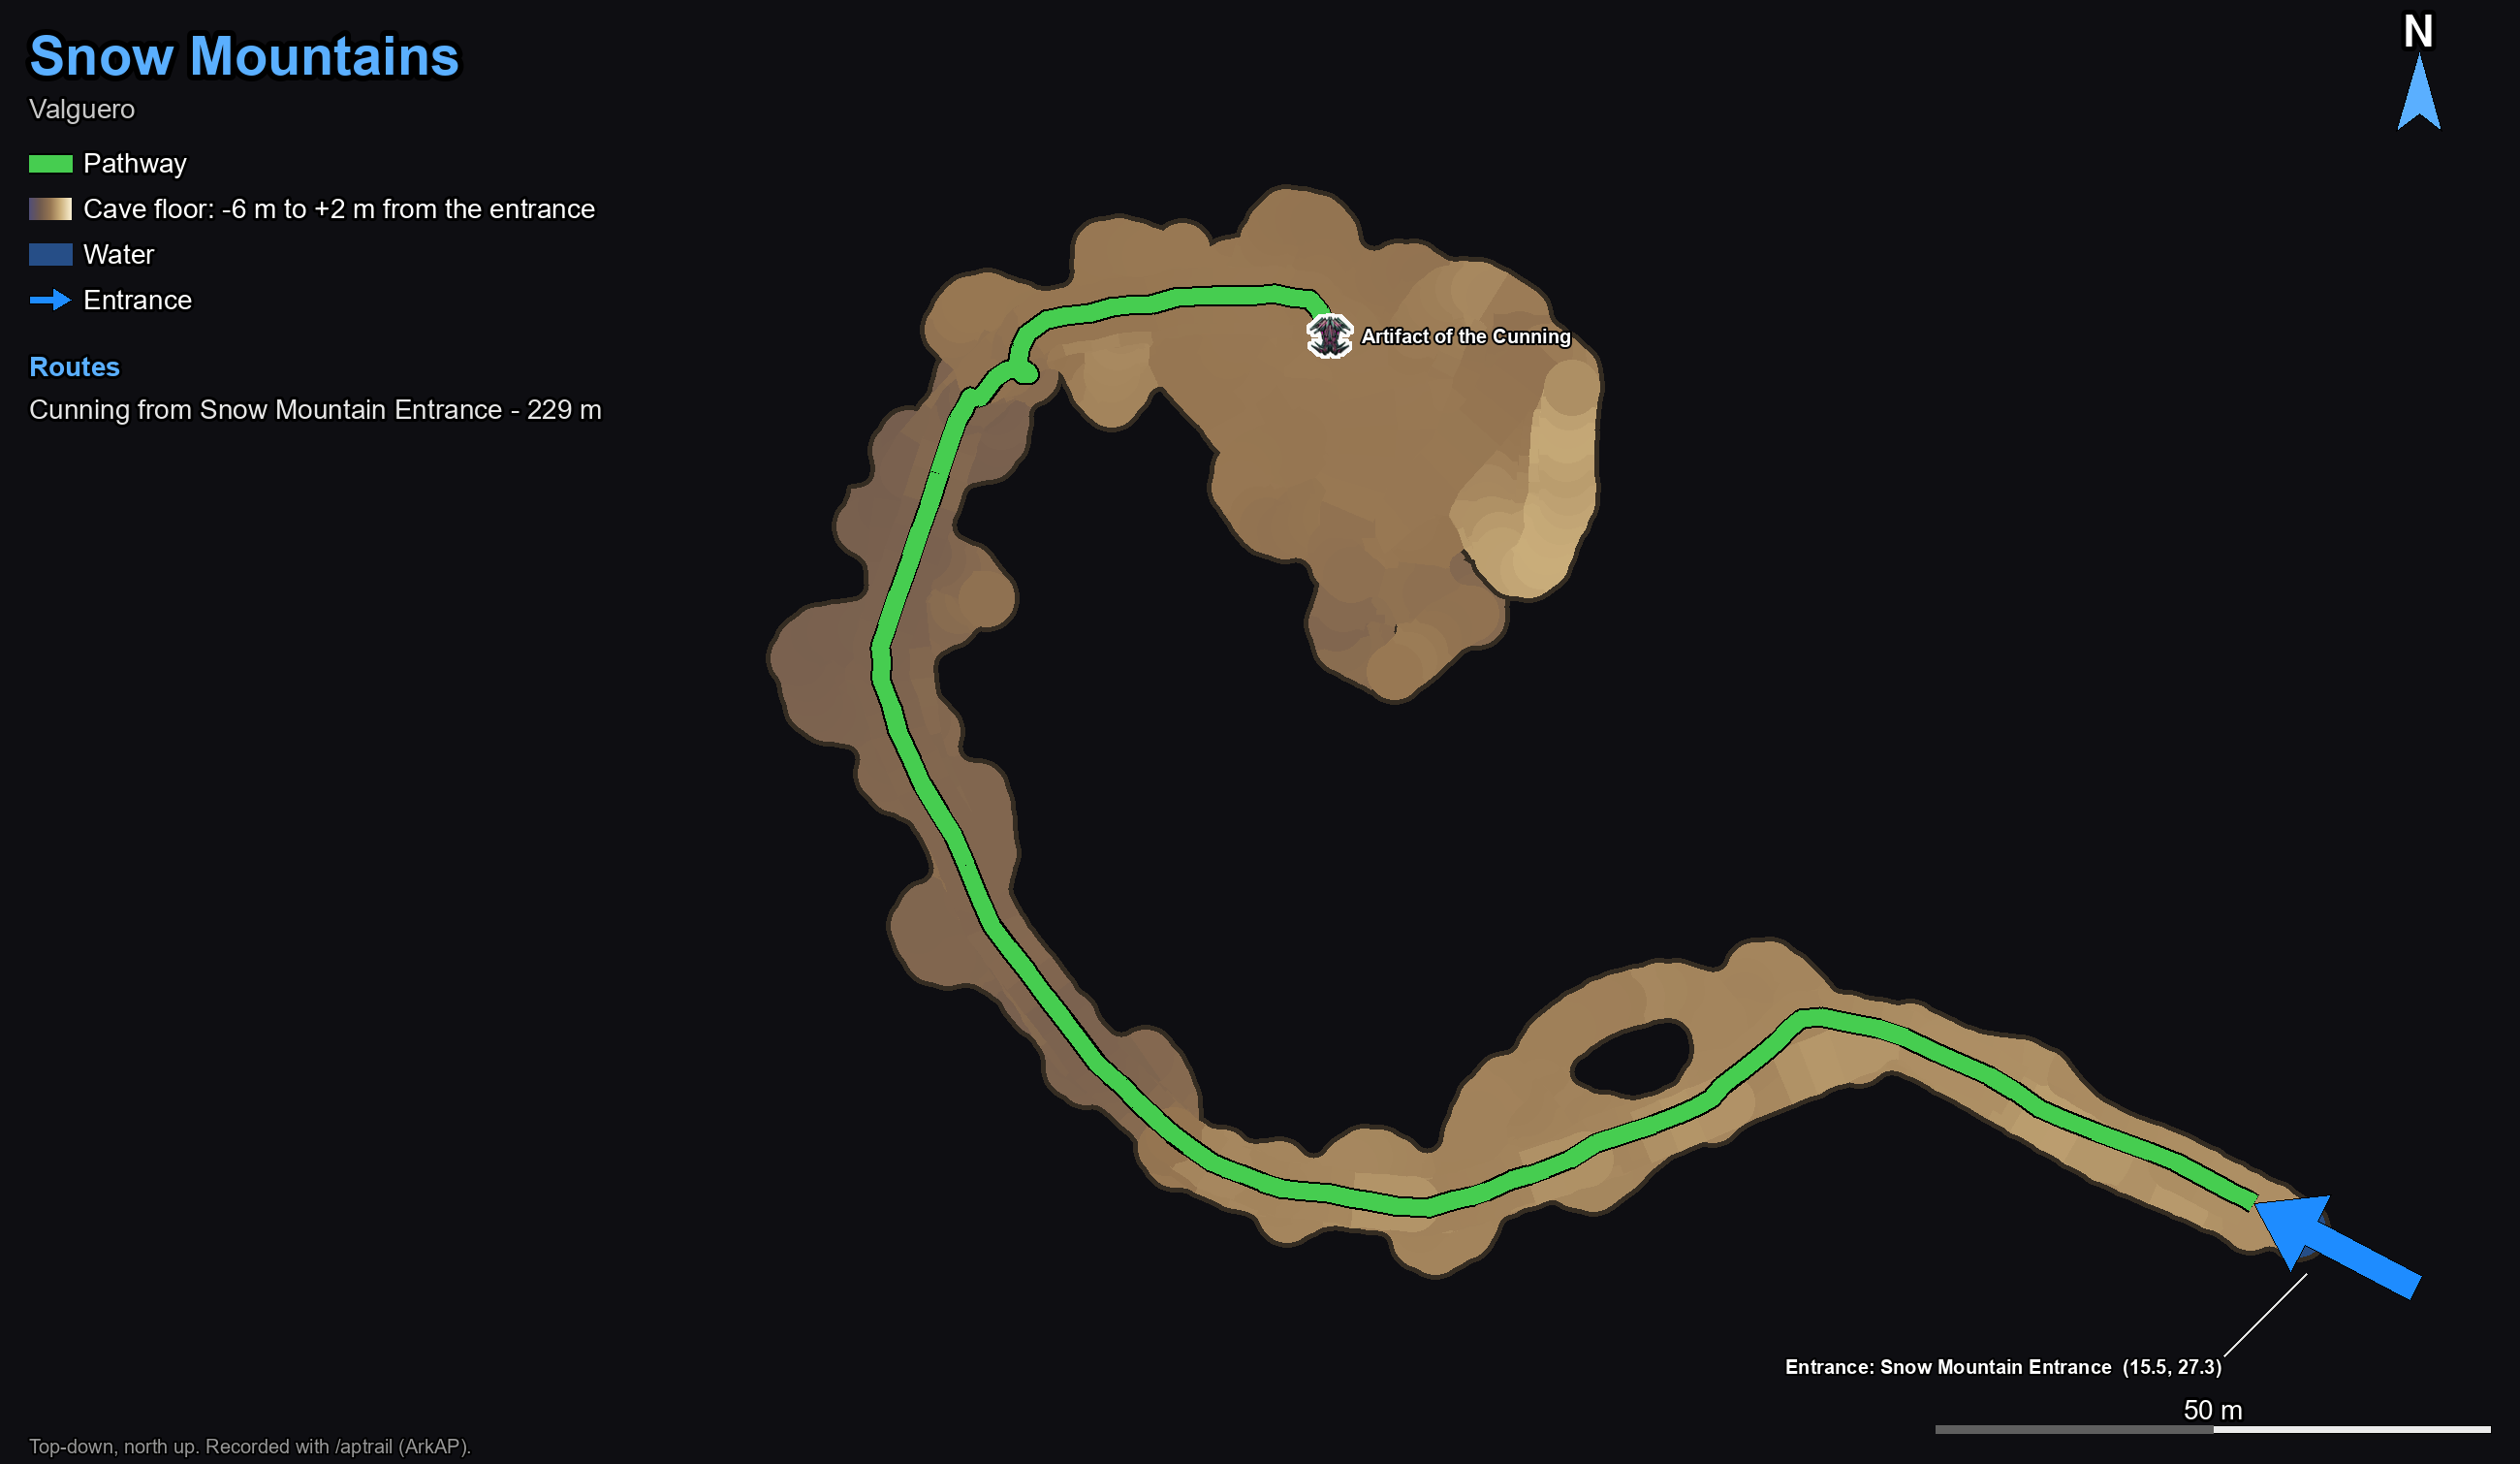 Snow Mountains
Valguero
Pathway
Cave floor: -6 m to +2 m from the entrance
Water
Entrance
Routes
Cunning from Snow Mountain Entrance - 229 m
N
Artifact of the Cunning
Entrance: Snow Mountain Entrance (15.5, 27.3)
50 m
Top-down, north up. Recorded with /aptrail (ArkAP).